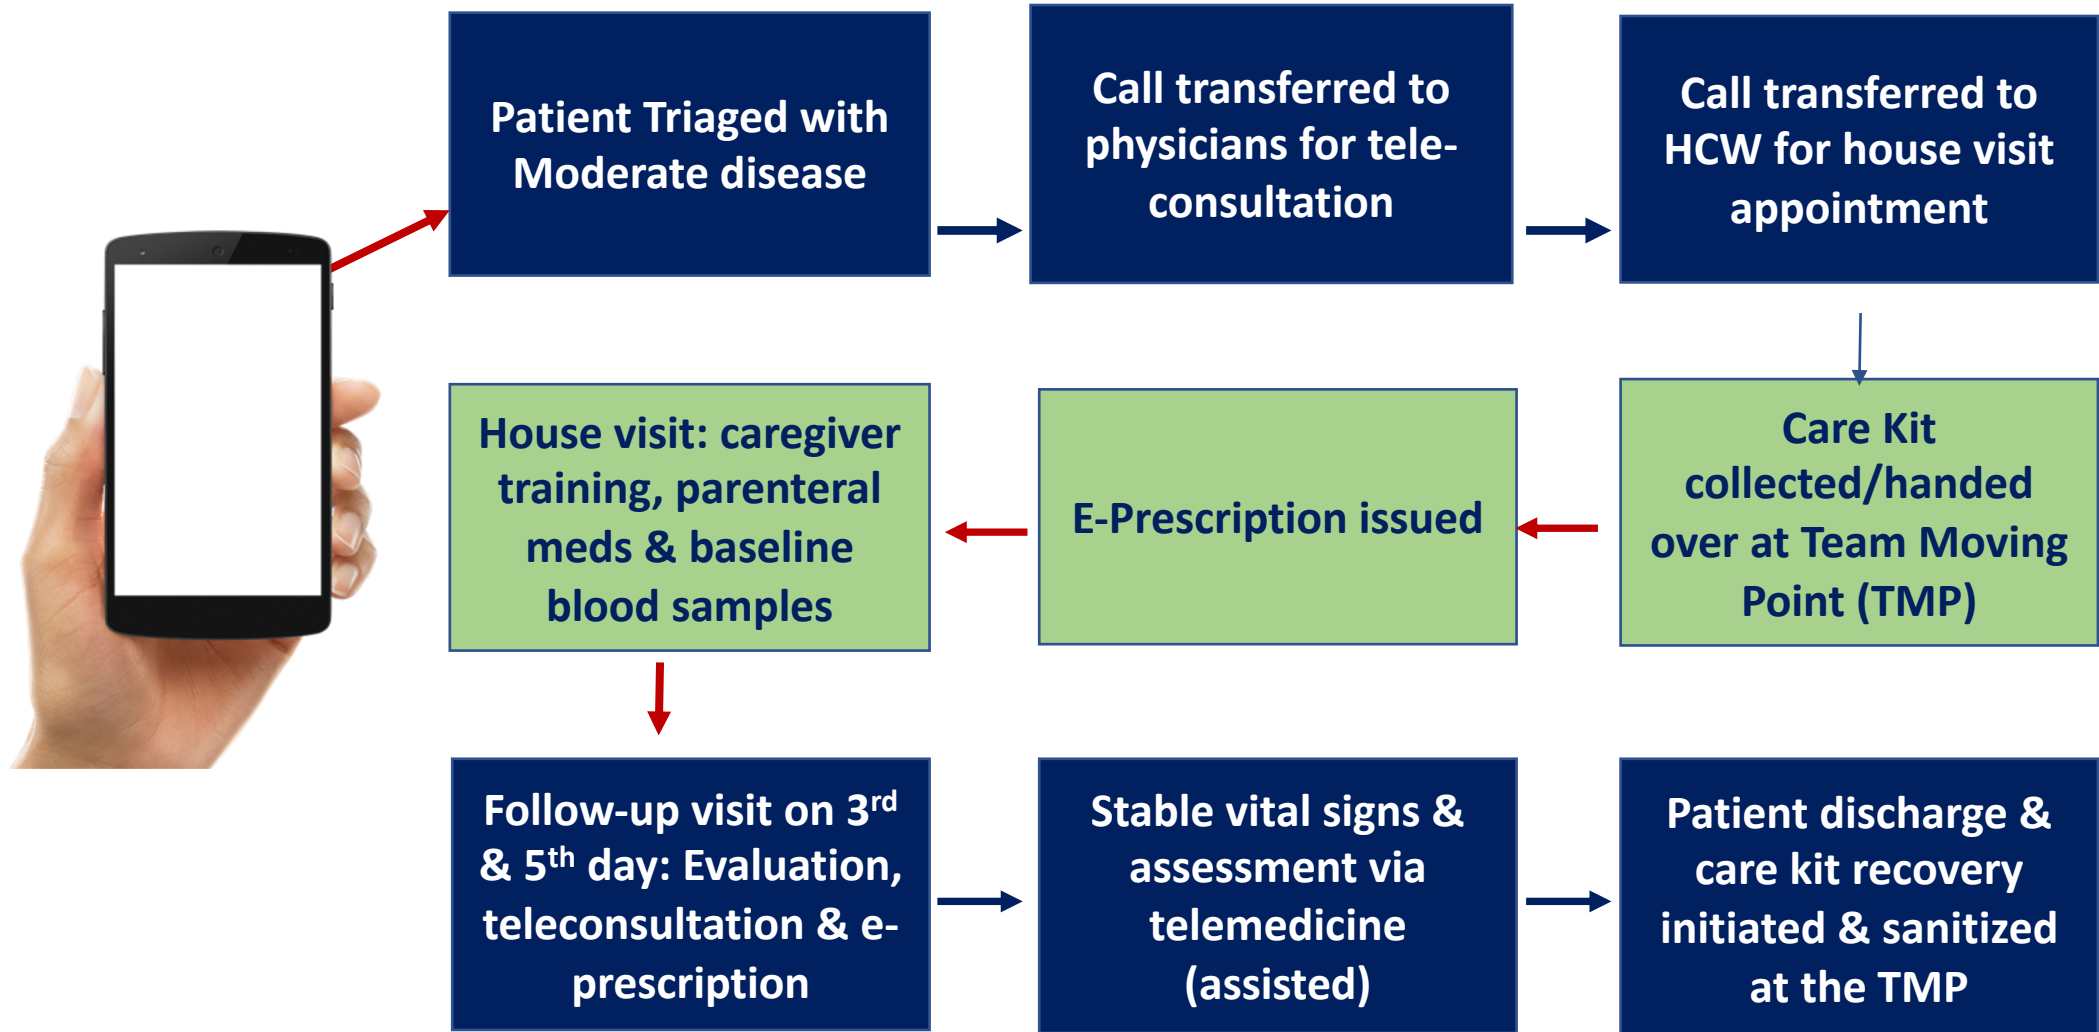 Patient Triaged with
Moderate disease
Call transferred to
physicians for tele-
consultation
Call transferred to
HCW for house visit
appointment
Care Kit
collected/handed
over at Team Moving
Point (TMP)
E-Prescription issued
House visit: caregiver
training, parenteral
meds & baseline
blood samples
Follow-up visit on 3rd
& 5th day: Evaluation,
teleconsultation & e-
prescription
Stable vital signs &
assessment via
telemedicine
(assisted)
Patient discharge &
care kit recovery
initiated & sanitized
at the TMP